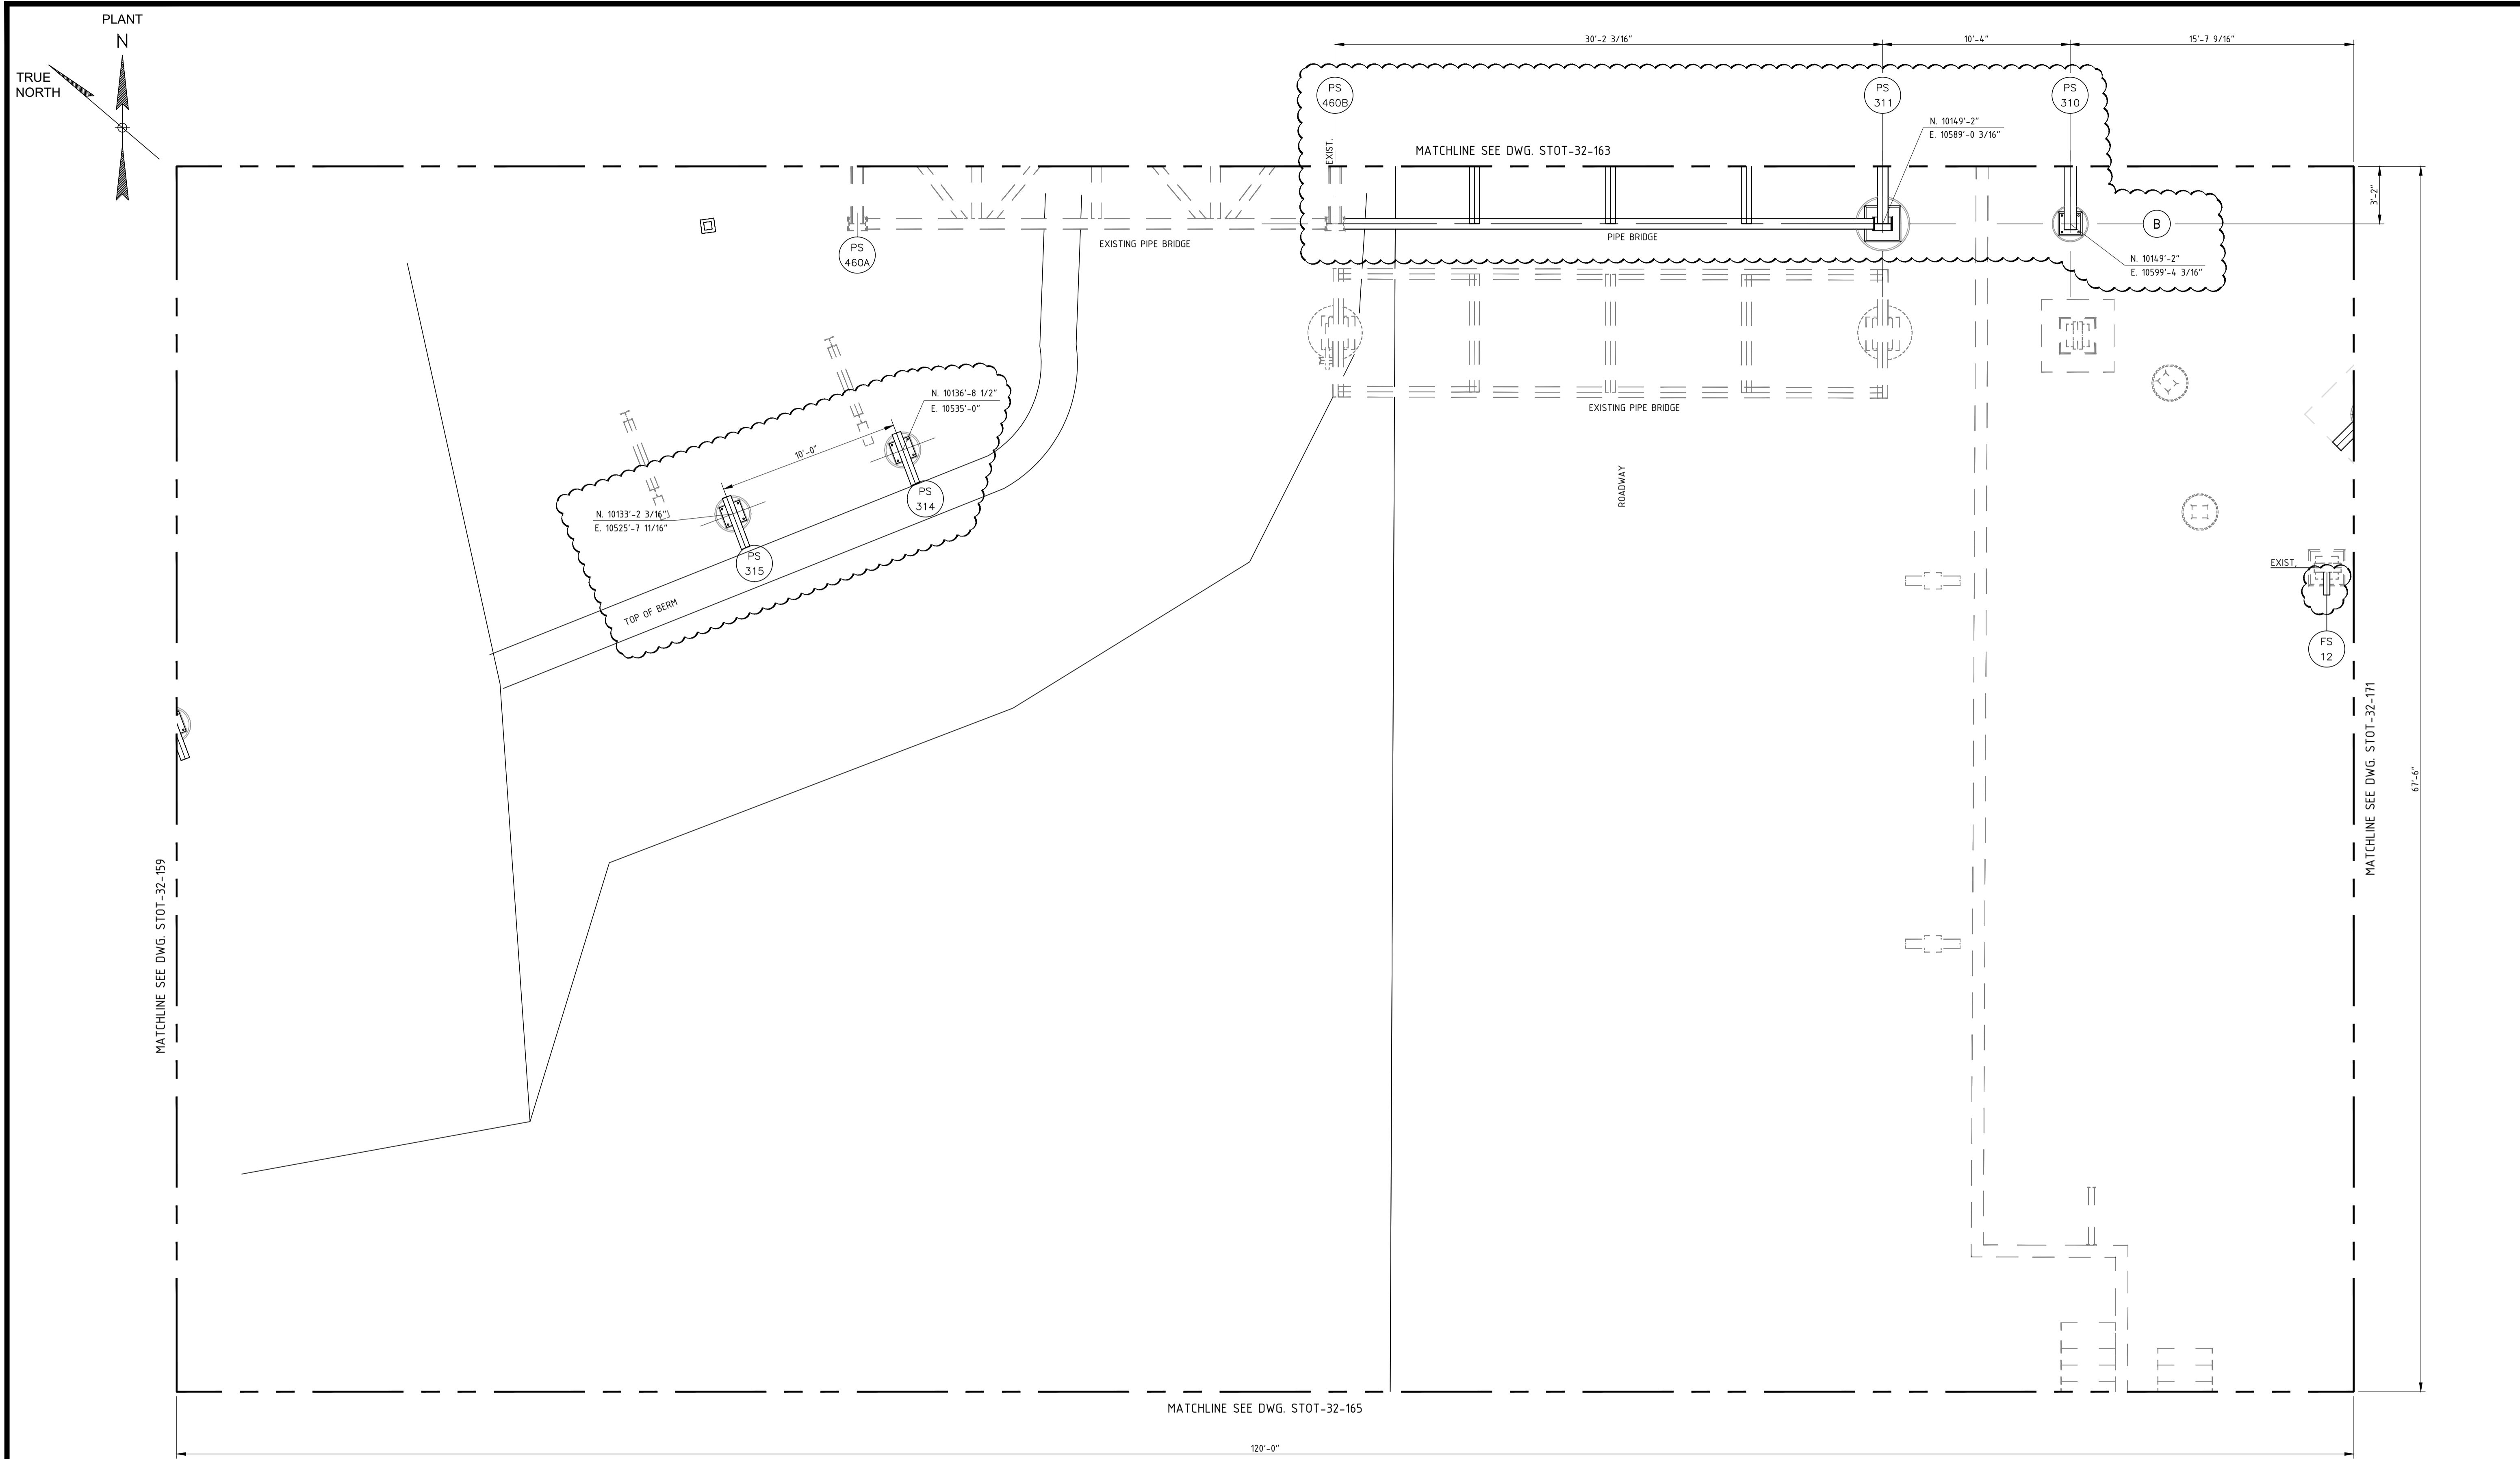 PLANT
N
TRUE
NORTH
30'-2 3/16"
10'-4"
15'-7 9/16"
PS
460B
PS
311
PS
310
N. 10149'-2"
E. 10589'-0 3/16"
EXIST.
MATCHLINE SEE DWG. STOT-32-163
3'-2"
PS
460A
EXISTING PIPE BRIDGE
PIPE BRIDGE
B
N. 10149'-2"
E. 10599'-4 3/16"
N. 10136'-8 1/2"
E. 10535'-0"
EXISTING PIPE BRIDGE
10'-0"
ROADWAY
PS
314
N. 10133'-2 3/16"
E. 10525'-7 11/16"
PS
315
EXIST.
TOP OF BERM
FS
12
MATCHLINE SEE DWG. STOT-32-171
67'-6"
MATCHLINE SEE DWG. STOT-32-159
MATCHLINE SEE DWG. STOT-32-165
120'-0"